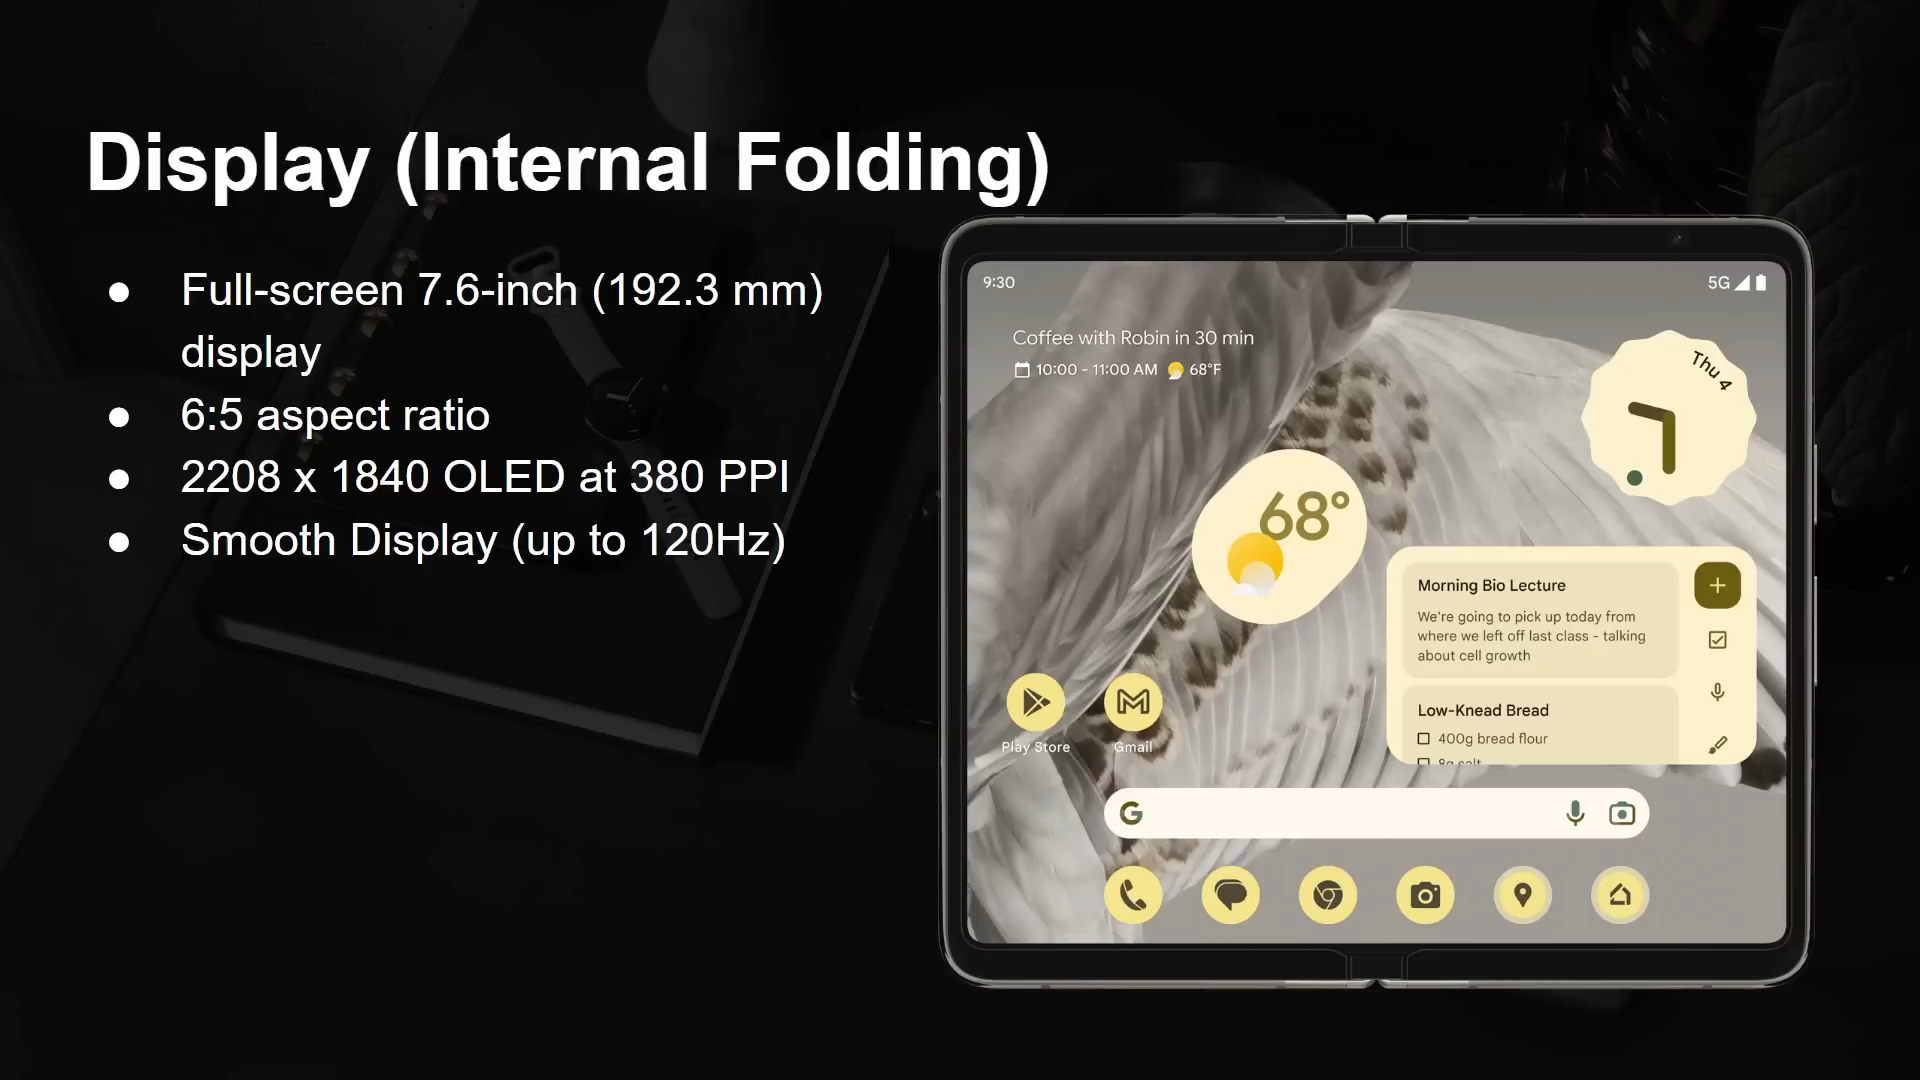 Display (Internal Folding)
● Full-screen 7.6-inch (192.3 mm)
display
● 6:5 aspect ratio
● 2208 x 1840 OLED at 380 PPI
● Smooth Display (up to 120Hz)
9:30
5G
Coffee with Robin in 30 min
10:00 - 11:00 AM 68°F
Thu 4
68°
Morning Bio Lecture
We're going to pick up today from
where we left off last class - talking
about cell growth
Low-Knead Bread
400g bread flour
8g salt
Play Store
Gmail
G